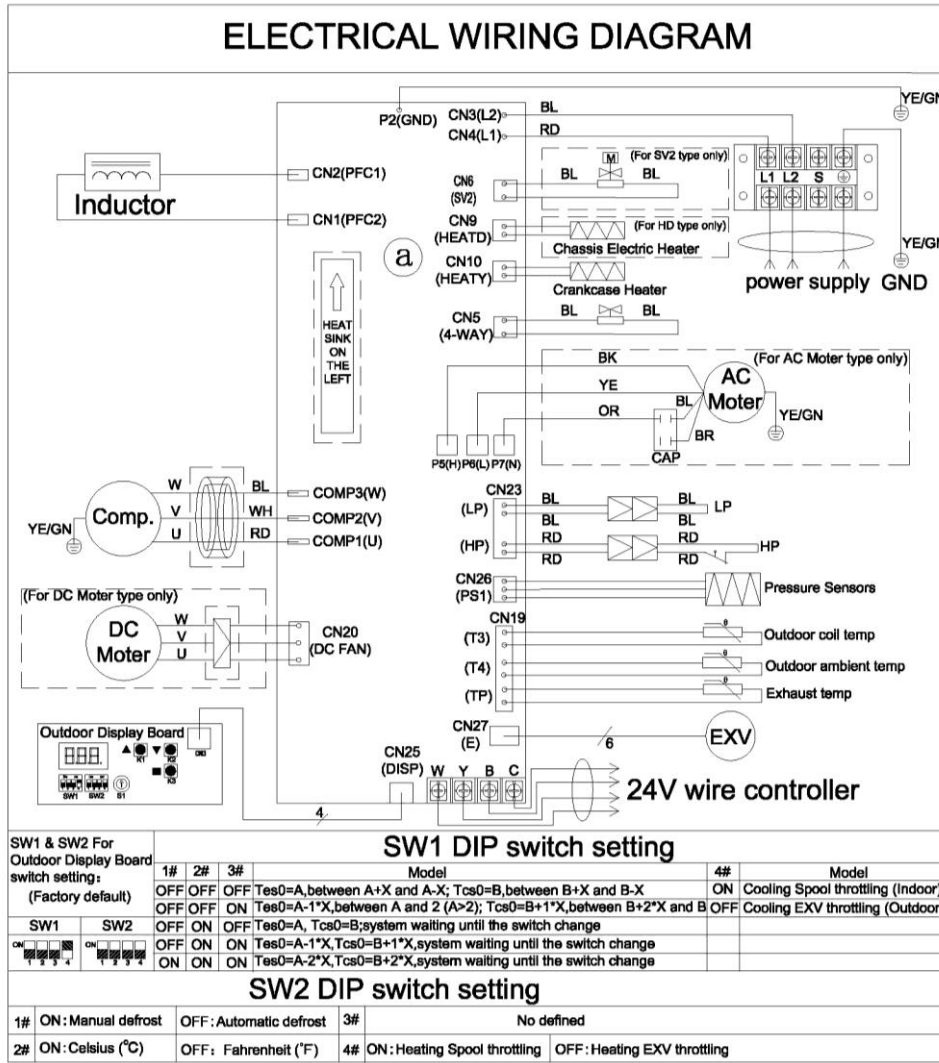 ELECTRICAL WIRING DIAGRAM
P2(GND)
CN3(L2)
BL
CN4(L1)
RD
YE/GN
CN2(PFC1)
Inductor
CN1(PFC2)
CN6
(SV2)
BL
M
BL
(For SV2 type only)
L1 L2 S
CN9
(HEATD)
(For HD type only)
Chassis Electric Heater
a
CN10
(HEATY)
Crankcase Heater
power supply
YE/GN
GND
HEAT
SINK
ON
THE
LEFT
CN5
(4-WAY)
BL
BL
BK
YE
OR
(For AC Moter type only)
AC
Moter
BL
BR
CAP
YE/GN
P5(H) P6(L) P7(N)
W BL COMP3(W)
Comp.
V WH COMP2(V)
U RD COMP1(U)
YE/GN
CN23
(LP)
BL BL
BL BL
LP
(HP)
RD RD
RD RD
HP
CN26
(PS1)
Pressure Sensors
(For DC Moter type only)
DC
Moter
W
V
U
CN20
(DC FAN)
CN19
(T3)
θ
Outdoor coil temp
(T4)
θ
Outdoor ambient temp
(TP)
θ
Exhaust temp
CN27
(E)
6
EXV
Outdoor Display Board
K1
K2
K3
SW1 SW2 S1
CN25
(DISP)
4
W Y B C
24V wire controller
SW1 & SW2 For
Outdoor Display Board
switch setting:
(Factory default)
SW1 SW2
ON
1 2 3 4
ON
1 2 3 4
SW1 DIP switch setting
1# 2# 3# Model 4# Model
OFF OFF OFF Tes0=A,between A+X and A-X; Tcs0=B,between B+X and B-X ON Cooling Spool throttling (Indoor)
OFF OFF ON Tes0=A-1*X,between A and 2 (A>2); Tcs0=B+1*X,between B+2*X and B OFF Cooling EXV throttling (Outdoor
OFF ON OFF Tes0=A, Tcs0=B;system waiting until the switch change
OFF ON ON Tes0=A-1*X,Tcs0=B+1*X,system waiting until the switch change
ON ON ON Tes0=A-2*X,Tcs0=B+2*X,system waiting until the switch change
SW2 DIP switch setting
1# ON:Manual defrost OFF:Automatic defrost 3# No defined
2# ON:Celsius (°C) OFF: Fahrenheit (°F) 4# ON:Heating Spool throttling OFF:Heating EXV throttling